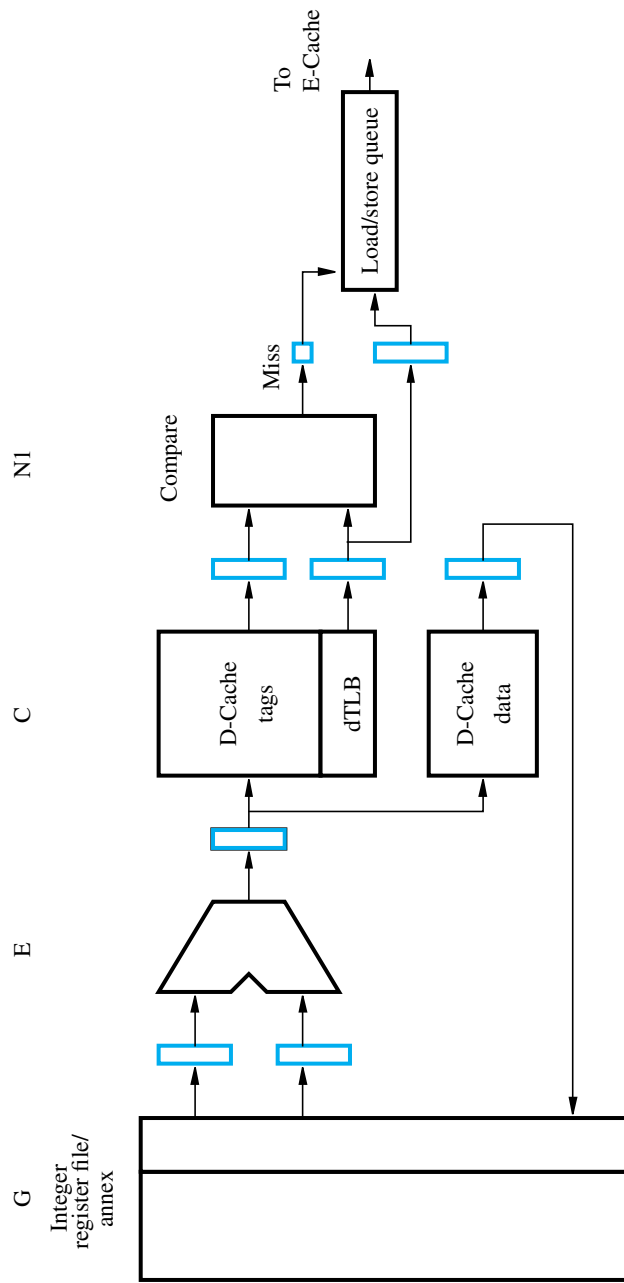 G
E
C
N1
Integer
register file/
annex
D-Cache
tags
dTLB
D-Cache
data
Compare
Miss
Load/store queue
To
E-Cache